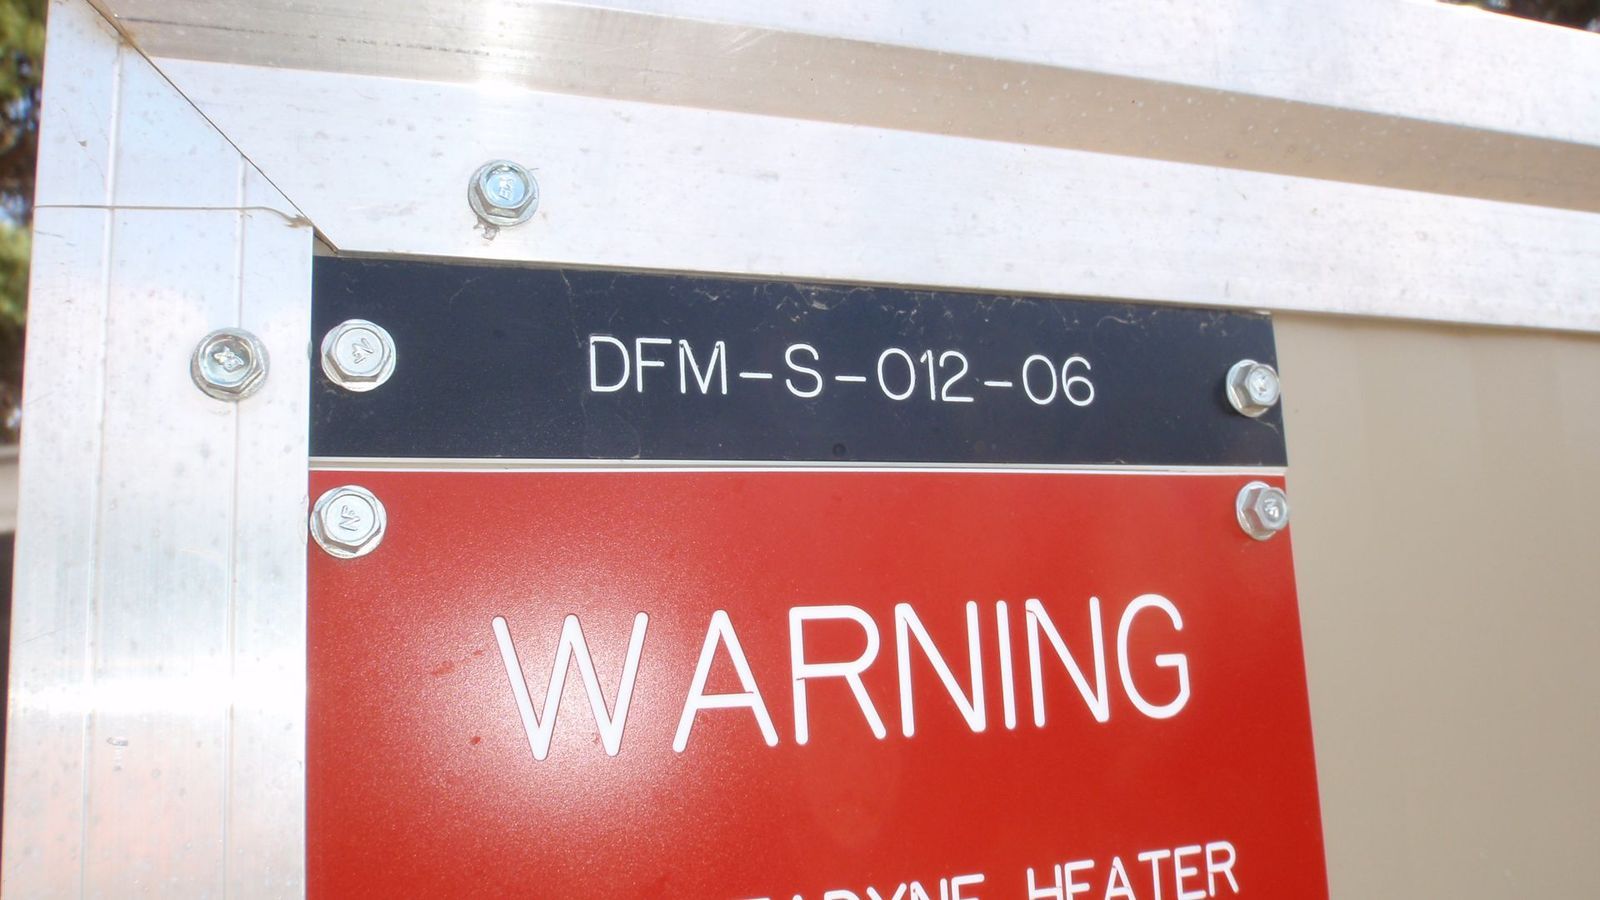 DFM-S-012-06
WARNING
HEATER